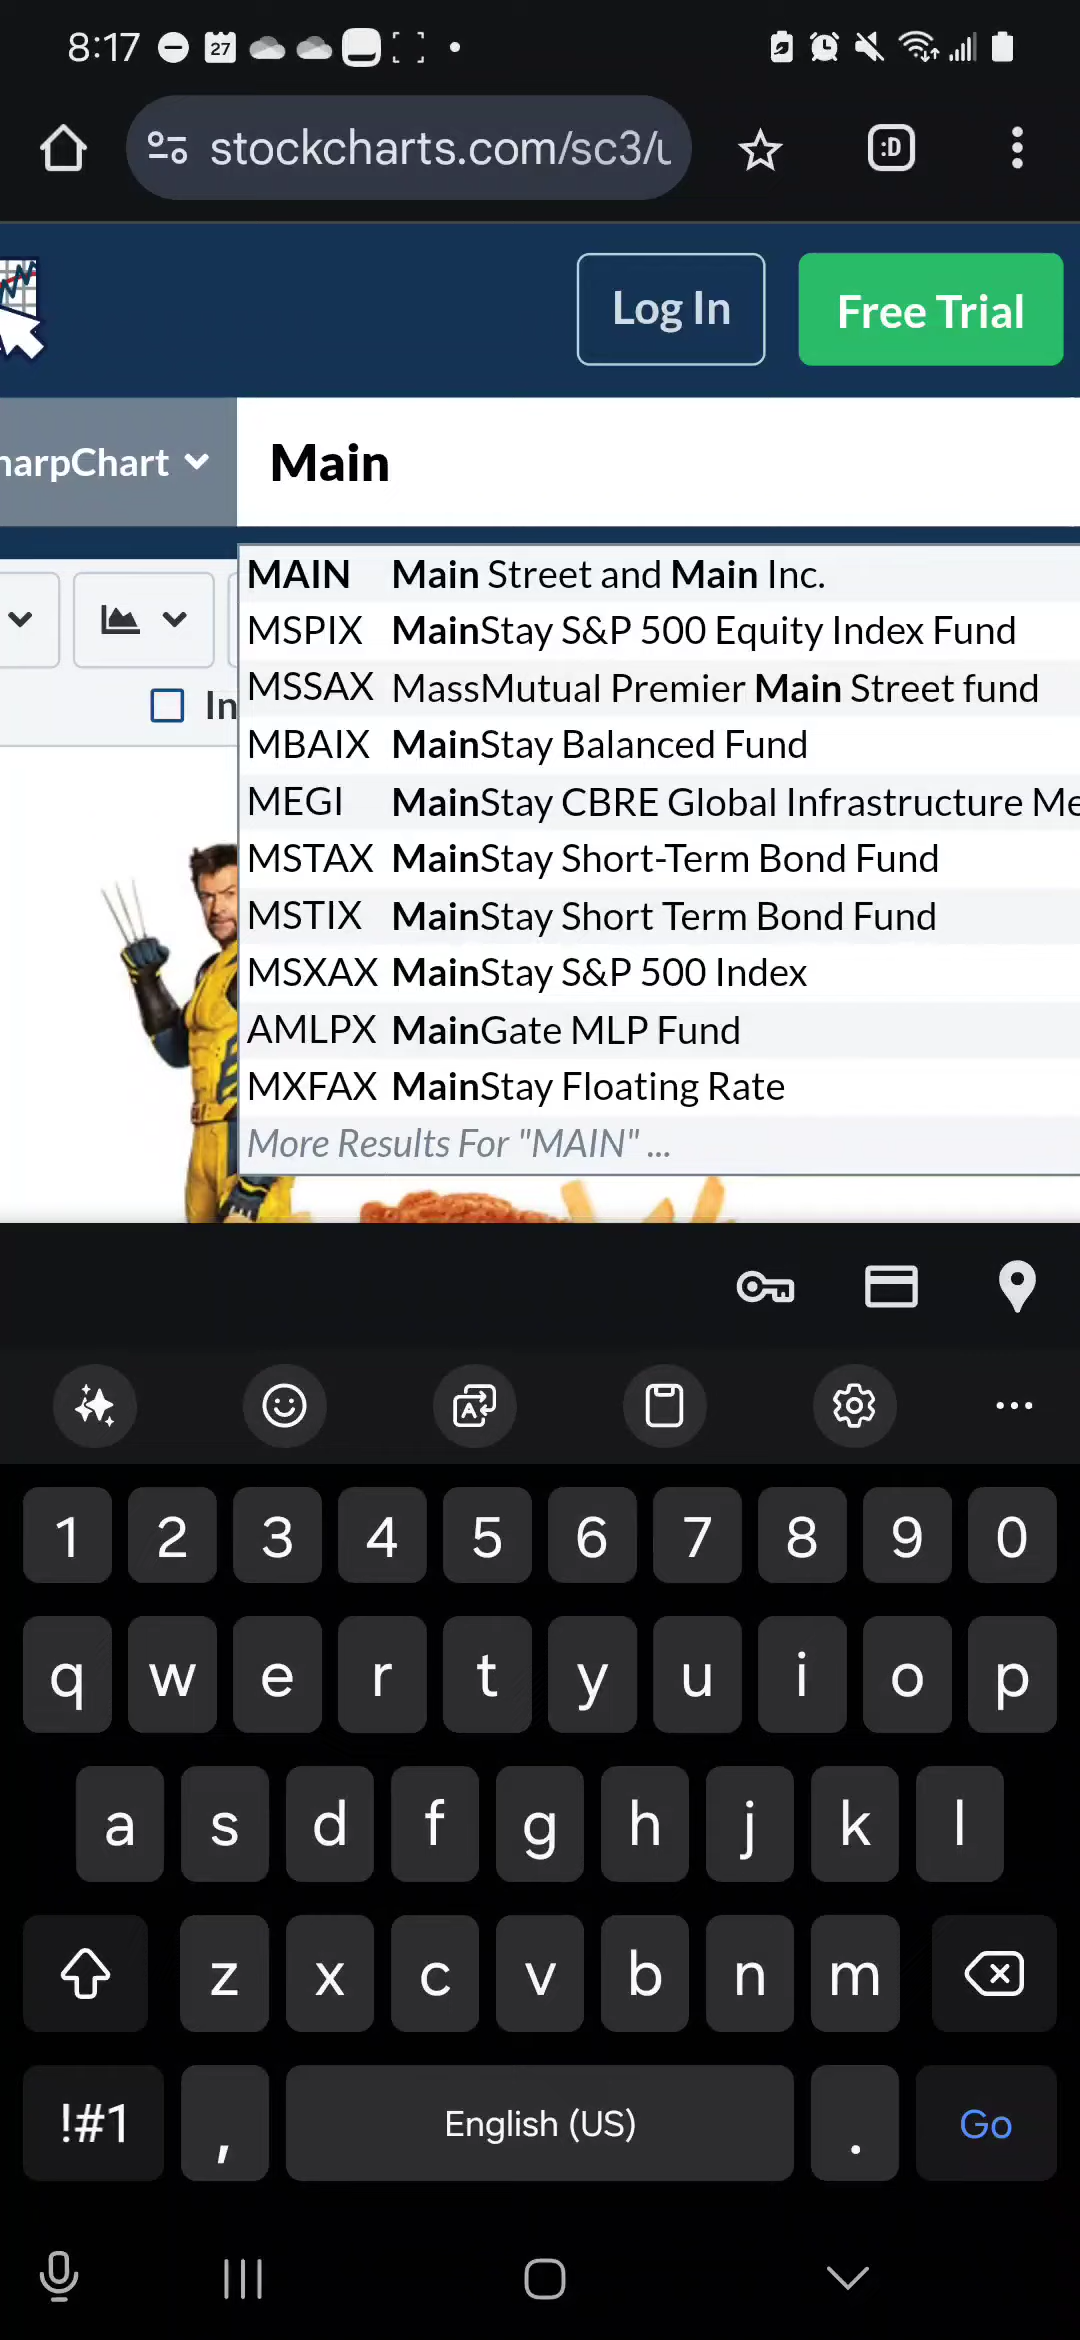 8:17
27
stockcharts.com/sc3/u
:D
Log In
Free Trial
harpChart
Main
MAIN Main Street and Main Inc.
MSPIX MainStay S&P 500 Equity Index Fund
MSSAX MassMutual Premier Main Street fund
In
MBAIX MainStay Balanced Fund
MEGI MainStay CBRE Global Infrastructure Me
MSTAX MainStay Short-Term Bond Fund
MSTIX MainStay Short Term Bond Fund
MSXAX MainStay S&P 500 Index
AMLPX MainGate MLP Fund
MXFAX MainStay Floating Rate
More Results For "MAIN" ...
1 2 3 4 5 6 7 8 9 0
q w e r t y u i o p
a s d f g h j k l
z x c v b n m
!#1 , English (US) . Go